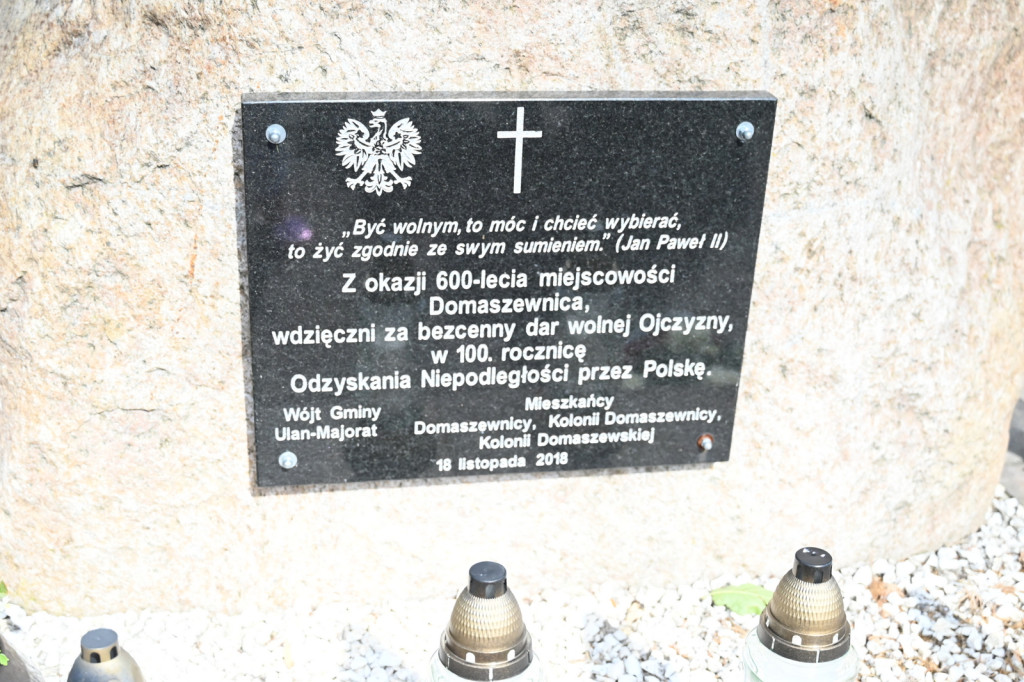 „Być wolnym, to móc i chcieć wybierać,
to żyć zgodnie ze swym sumieniem." (Jan Paweł II)
Z okazji 600-lecia miejscowości
Domaszewnica,
wdzięczni za bezcenny dar wolnej Ojczyzny,
w 100. rocznicę
Odzyskania Niepodległości przez Polskę.
Wójt Gminy
Ulan-Majorat
Mieszkańcy
Domaszewnicy, Kolonii Domaszewnicy,
Kolonii Domaszewskiej
18 listopada 2018